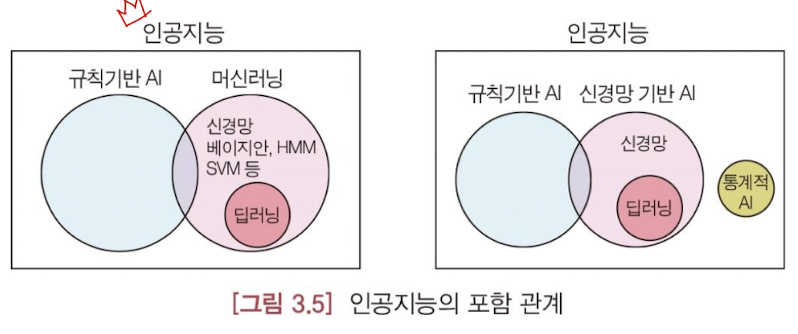 인공지능
규칙기반 AI
머신러닝
신경망
베이지안, HMM
SVM 등
딥러닝
인공지능
규칙기반 AI
신경망 기반 AI
신경망
딥러닝
통계적
AI
[그림 3.5] 인공지능의 포함 관계